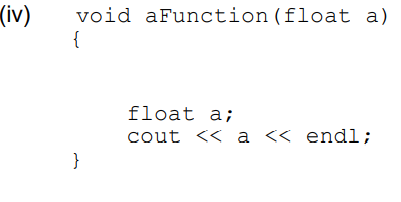 (iv) void aFunction(float a)
{
float a;
cout << a << endl;
}